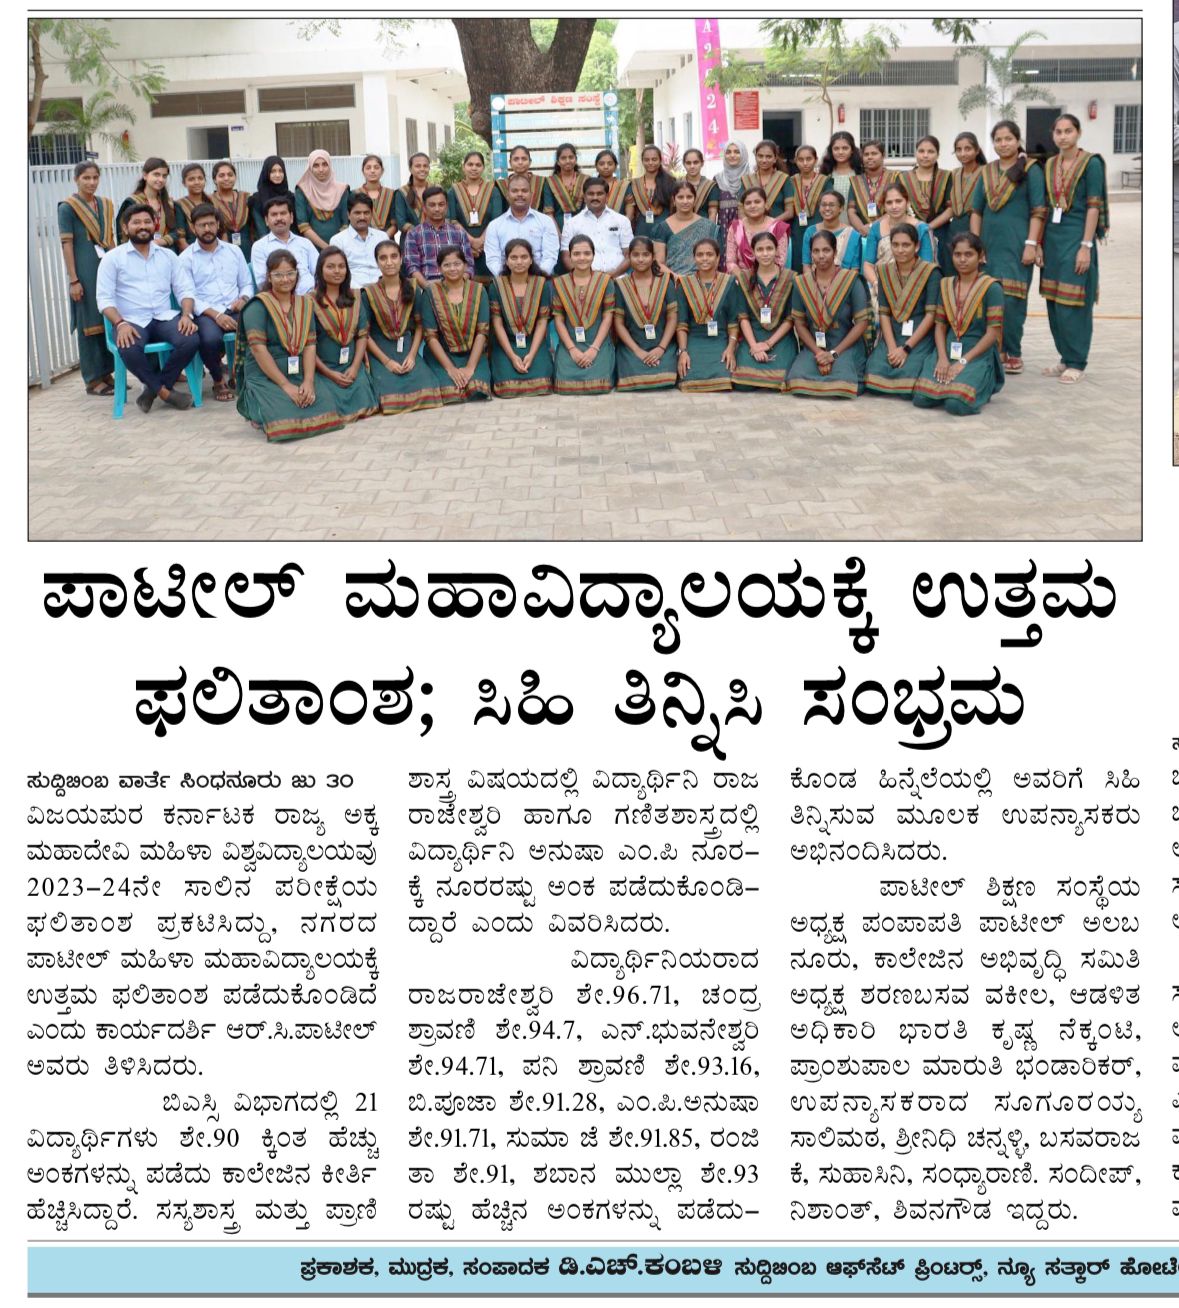 ಪಾಟೀಲ್ ಶಿಕ್ಷಣ ಸಂಸ್ಥೆ
A
2
0
2
4
ಪಾಟೀಲ್ ಮಹಾವಿದ್ಯಾಲಯಕ್ಕೆ ಉತ್ತಮ
ಫಲಿತಾಂಶ; ಸಿಹಿ ತಿನ್ನಿಸಿ ಸಂಭ್ರಮ
ಸುದ್ದಿಬಿಂಬ ವಾರ್ತೆ ಸಿಂಧನೂರು ಜು ೩೦
ವಿಜಯಪುರ ಕರ್ನಾಟಕ ರಾಜ್ಯ ಅಕ್ಕ
ಮಹಾದೇವಿ ಮಹಿಳಾ ವಿಶ್ವವಿದ್ಯಾಲಯವು
2023-24ನೇ ಸಾಲಿನ ಪರೀಕ್ಷೆಯ
ಫಲಿತಾಂಶ ಪ್ರಕಟಿಸಿದ್ದು, ನಗರದ
ಪಾಟೀಲ್ ಮಹಿಳಾ ಮಹಾವಿದ್ಯಾಲಯಕ್ಕೆ
ಉತ್ತಮ ಫಲಿತಾಂಶ ಪಡೆದುಕೊಂಡಿದೆ
ಎಂದು ಕಾರ್ಯದರ್ಶಿ ಆರ್.ಸಿ.ಪಾಟೀಲ್
ಅವರು ತಿಳಿಸಿದರು.
ಬಿಎಸ್ಸಿ ವಿಭಾಗದಲ್ಲಿ 21
ವಿದ್ಯಾರ್ಥಿಗಳು ಶೇ.90 ಕ್ಕಿಂತ ಹೆಚ್ಚು
ಅಂಕಗಳನ್ನು ಪಡೆದು ಕಾಲೇಜಿನ ಕೀರ್ತಿ
ಹೆಚ್ಚಿಸಿದ್ದಾರೆ. ಸಸ್ಯಶಾಸ್ತ್ರ ಮತ್ತು ಪ್ರಾಣಿ
ಶಾಸ್ತ್ರ ವಿಷಯದಲ್ಲಿ ವಿದ್ಯಾರ್ಥಿನಿ ರಾಜ
ರಾಜೇಶ್ವರಿ ಹಾಗೂ ಗಣಿತಶಾಸ್ತ್ರದಲ್ಲಿ
ವಿದ್ಯಾರ್ಥಿನಿ ಅನುಷಾ ಎಂ.ಪಿ ನೂರ-
ಕ್ಕೆ ನೂರರಷ್ಟು ಅಂಕ ಪಡೆದುಕೊಂಡಿ-
ದ್ದಾರೆ ಎಂದು ವಿವರಿಸಿದರು.
ವಿದ್ಯಾರ್ಥಿನಿಯರಾದ
ರಾಜರಾಜೇಶ್ವರಿ ಶೇ.96.71, ಚಂದ್ರ
ಶ್ರಾವಣಿ ಶೇ.94.7, ಎನ್.ಭುವನೇಶ್ವರಿ
ಶೇ.94.71, ಪನಿ ಶ್ರಾವಣಿ ಶೇ.93.16,
ಬಿ.ಪೂಜಾ ಶೇ.91.28, ಎಂ.ಪಿ.ಅನುಷಾ
ಶೇ.91.71, ಸುಮಾ ಜೆ ಶೇ.91.85, ರಂಜಿ
ತಾ ಶೇ.91, ಶಬಾನ ಮುಲ್ಲಾ ಶೇ.93
ರಷ್ಟು ಹೆಚ್ಚಿನ ಅಂಕಗಳನ್ನು ಪಡೆದು-
ಕೊಂಡ ಹಿನ್ನೆಲೆಯಲ್ಲಿ ಅವರಿಗೆ ಸಿಹಿ
ತಿನ್ನಿಸುವ ಮೂಲಕ ಉಪನ್ಯಾಸಕರು
ಅಭಿನಂದಿಸಿದರು.
ಪಾಟೀಲ್ ಶಿಕ್ಷಣ ಸಂಸ್ಥೆಯ
ಅಧ್ಯಕ್ಷ ಪಂಪಾಪತಿ ಪಾಟೀಲ್ ಅಲಬ
ನೂರು, ಕಾಲೇಜಿನ ಅಭಿವೃದ್ಧಿ ಸಮಿತಿ
ಅಧ್ಯಕ್ಷ ಶರಣಬಸವ ವಕೀಲ, ಆಡಳಿತ
ಅಧಿಕಾರಿ ಭಾರತಿ ಕೃಷ್ಣ ನೆಕ್ಕಂಟಿ,
ಪ್ರಾಂಶುಪಾಲ ಮಾರುತಿ ಭಂಡಾರಿಕರ್,
ಉಪನ್ಯಾಸಕರಾದ ಸೂಗೂರಯ್ಯ
ಸಾಲಿಮಠ, ಶ್ರೀನಿಧಿ ಚನ್ನಳ್ಳಿ, ಬಸವರಾಜ
ಕೆ, ಸುಹಾಸಿನಿ, ಸಂಧ್ಯಾರಾಣಿ. ಸಂದೀಪ್,
ನಿಶಾಂತ್, ಶಿವನಗೌಡ ಇದ್ದರು.
ಪ್ರಕಾಶಕ, ಮುದ್ರಕ, ಸಂಪಾದಕ ಡಿ.ಎಚ್.ಕಂಬಳಿ ಸುದ್ದಿಬಿಂಬ ಆಫ್‌ಸೆಟ್ ಪ್ರಿಂಟರ್‍ಸ್, ನ್ಯೂ ಸತ್ಕಾರ್